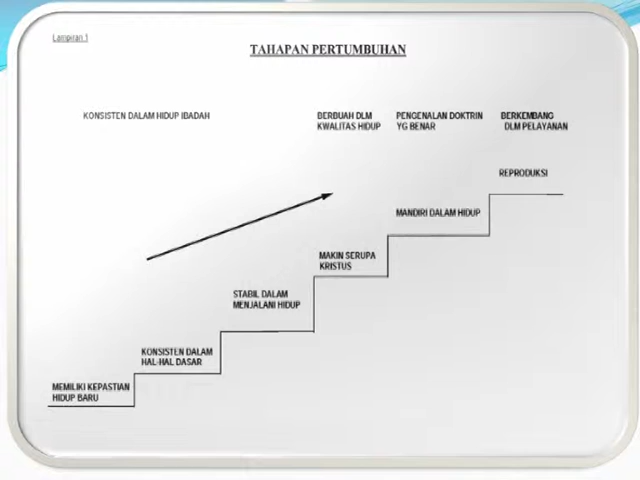 Lampiran 1
TAHAPAN PERTUMBUHAN
KONSISTEN DALAM HIDUP IBADAH
BERBUAH DLM
KWALITAS HIDUP
PENGENALAN DOKTRIN
YG BENAR
BERKEMBANG
DLM PELAYANAN
REPRODUKSI
MANDIRI DALAM HIDUP
MAKIN SERUPA
KRISTUS
STABIL DALAM
MENJALANI HIDUP
KONSISTEN DALAM
HAL-HAL DASAR
MEMILIKI KEPASTIAN
HIDUP BARU